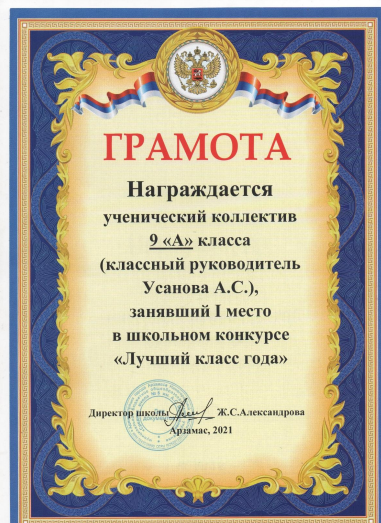 ГРАМОТА
Награждается
ученический коллектив
9 «А» класса
(классный руководитель
Усанова А.С.),
занявший I место
в школьном конкурсе
«Лучший класс года»
Директор школы Ж.С.Александрова
Арзамас, 2021